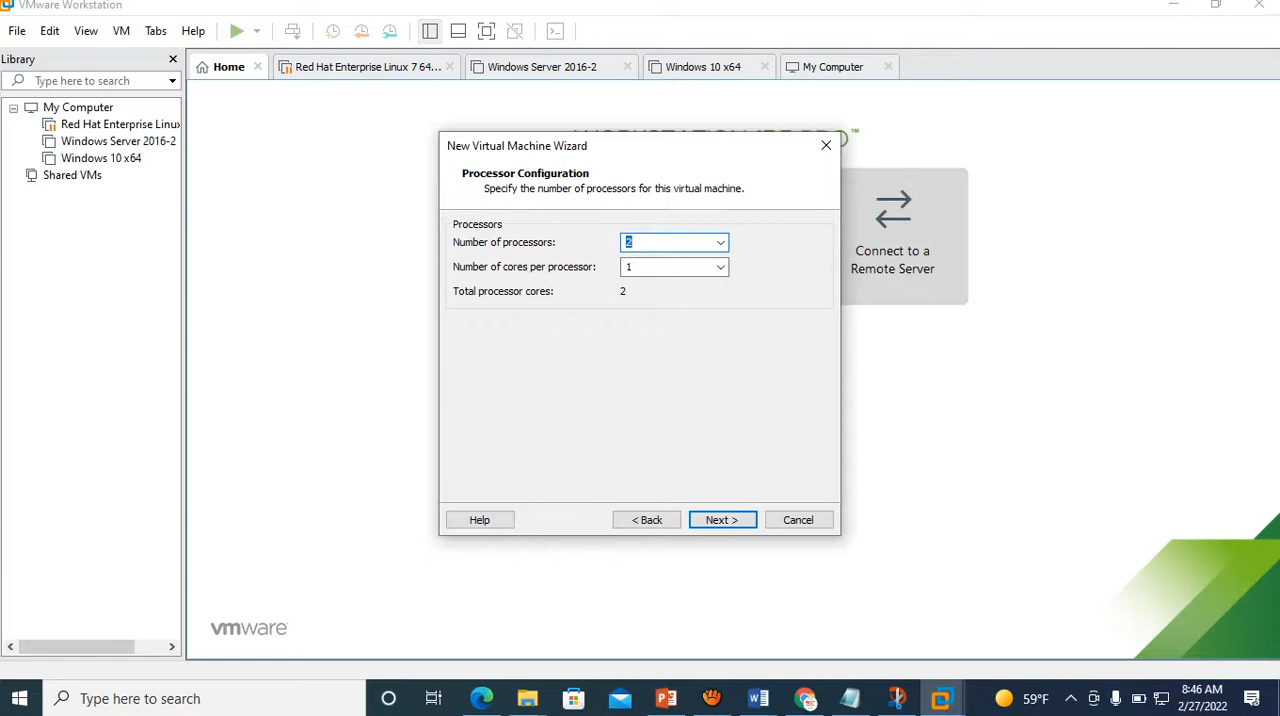 VMware Workstation
File Edit View VM Tabs Help
Library
Type here to search
My Computer
Red Hat Enterprise Linux
Windows Server 2016-2
Windows 10 x64
Shared VMs
Home
Red Hat Enterprise Linux 7 64...
Windows Server 2016-2
Windows 10 x64
My Computer
New Virtual Machine Wizard
Processor Configuration
Specify the number of processors for this virtual machine.
Processors
Number of processors: 2
Number of cores per processor: 1
Total processor cores: 2
Help < Back Next > Cancel
Connect to a
Remote Server
vmware
Type here to search
59°F
8:46 AM
2/27/2022